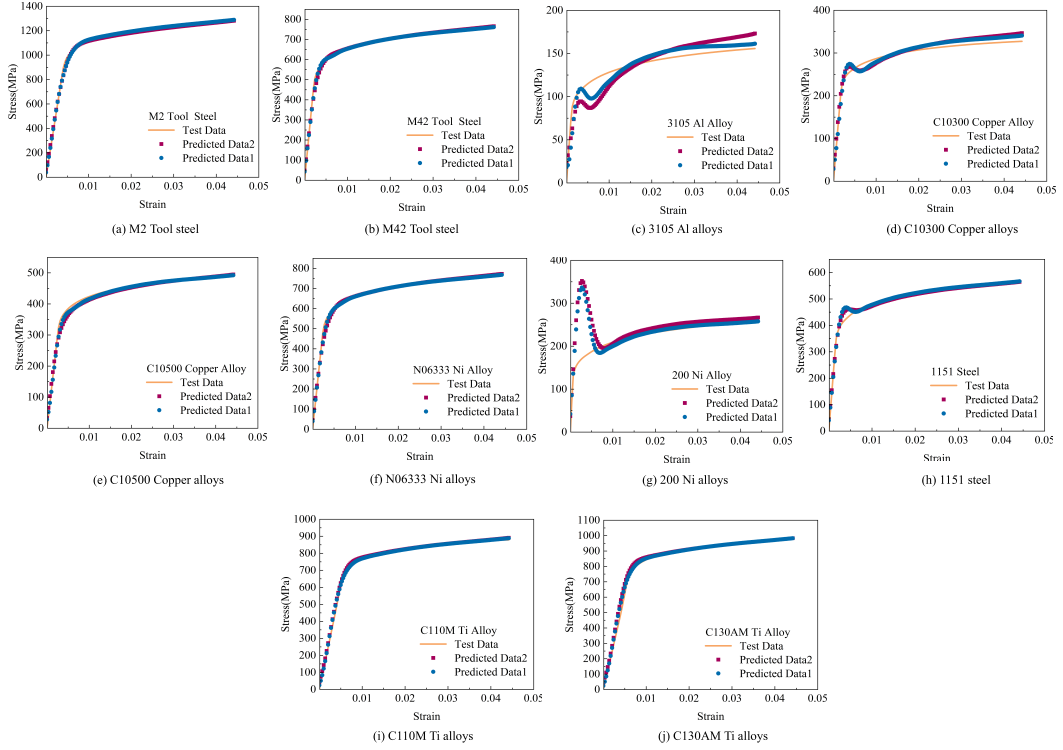 Stress(MPa)
1400
1200
1000
800
600
400
200
0
0.01
0.02
0.03
0.04
0.05
M2 Tool  Steel
Test Data
Predicted Data2
Predicted Data1
Strain
(a) M2 Tool steel
Stress(MPa)
800
700
600
500
400
300
200
100
0
0.01
0.02
0.03
0.04
0.05
M42 Tool  Steel
Test Data
Predicted Data2
Predicted Data1
Strain
(b) M42 Tool steel
Stress(MPa)
200
150
100
50
0
0.01
0.02
0.03
0.04
0.05
3105 Al Alloy
Test Data
Predicted Data2
Predicted Data1
Strain
(c) 3105 Al alloys
Stress(MPa)
400
300
200
100
0
0.01
0.02
0.03
0.04
0.05
C10300 Copper Alloy
Test Data
Predicted Data2
Predicted Data1
Strain
(d) C10300 Copper alloys
Stress(MPa)
500
400
300
200
100
0
0.01
0.02
0.03
0.04
0.05
C10500 Copper Alloy
Test Data
Predicted Data2
Predicted Data1
Strain
(e) C10500 Copper alloys
Stress(MPa)
800
700
600
500
400
300
200
100
0
0.01
0.02
0.03
0.04
0.05
N06333 Ni Alloy
Test Data
Predicted Data2
Predicted Data1
Strain
(f) N06333 Ni alloys
Stress(MPa)
400
300
200
100
0
0.01
0.02
0.03
0.04
0.05
200 Ni Alloy
Test Data
Predicted Data2
Predicted Data1
Strain
(g) 200 Ni alloys
Stress(MPa)
600
500
400
300
200
100
0
0.01
0.02
0.03
0.04
0.05
1151 Steel
Test Data
Predicted Data2
Predicted Data1
Strain
(h) 1151 steel
Stress(MPa)
1000
900
800
700
600
500
400
300
200
100
0
0.01
0.02
0.03
0.04
0.05
C110M Ti Alloy
Test Data
Predicted Data2
Predicted Data1
Strain
(i) C110M Ti alloys
Stress(MPa)
1100
1000
900
800
700
600
500
400
300
200
100
0
0.01
0.02
0.03
0.04
0.05
C130AM Ti Alloy
Test Data
Predicted Data2
Predicted Data1
Strain
(j) C130AM Ti alloys